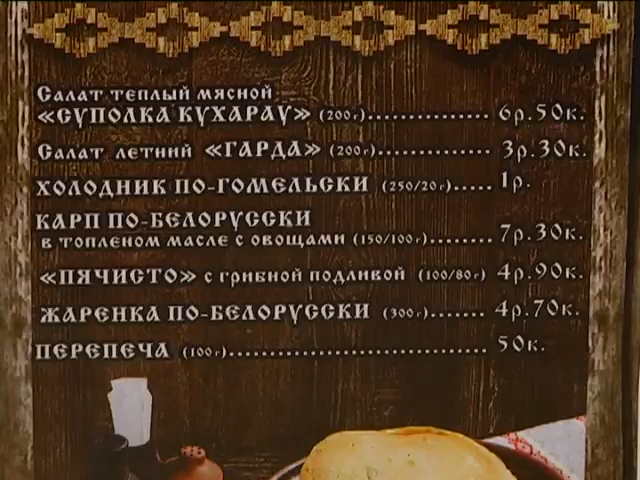 Салат теплый мясной
«СУПОЛКА КУХАРАУ» (200г)............... 6р.50к.
Салат летний «ГАРДА» (200г)............... 3р.30к.
ХОЛОДНИК ПО-ГОМЕЛЬСКИ (250/20г)..... 1р.
КАРП ПО-БЕЛОРУССКИ
в топленом масле с овощами (150/100г)........ 7р.30к.
«ПЯЧИСТО» с грибной подливой (100/80г) 4р.90к.
ЖАРЕНКА ПО-БЕЛОРУССКИ (300г)....... 4р.70к.
ПЕРЕПЕЧА (100г).................................. 50к.